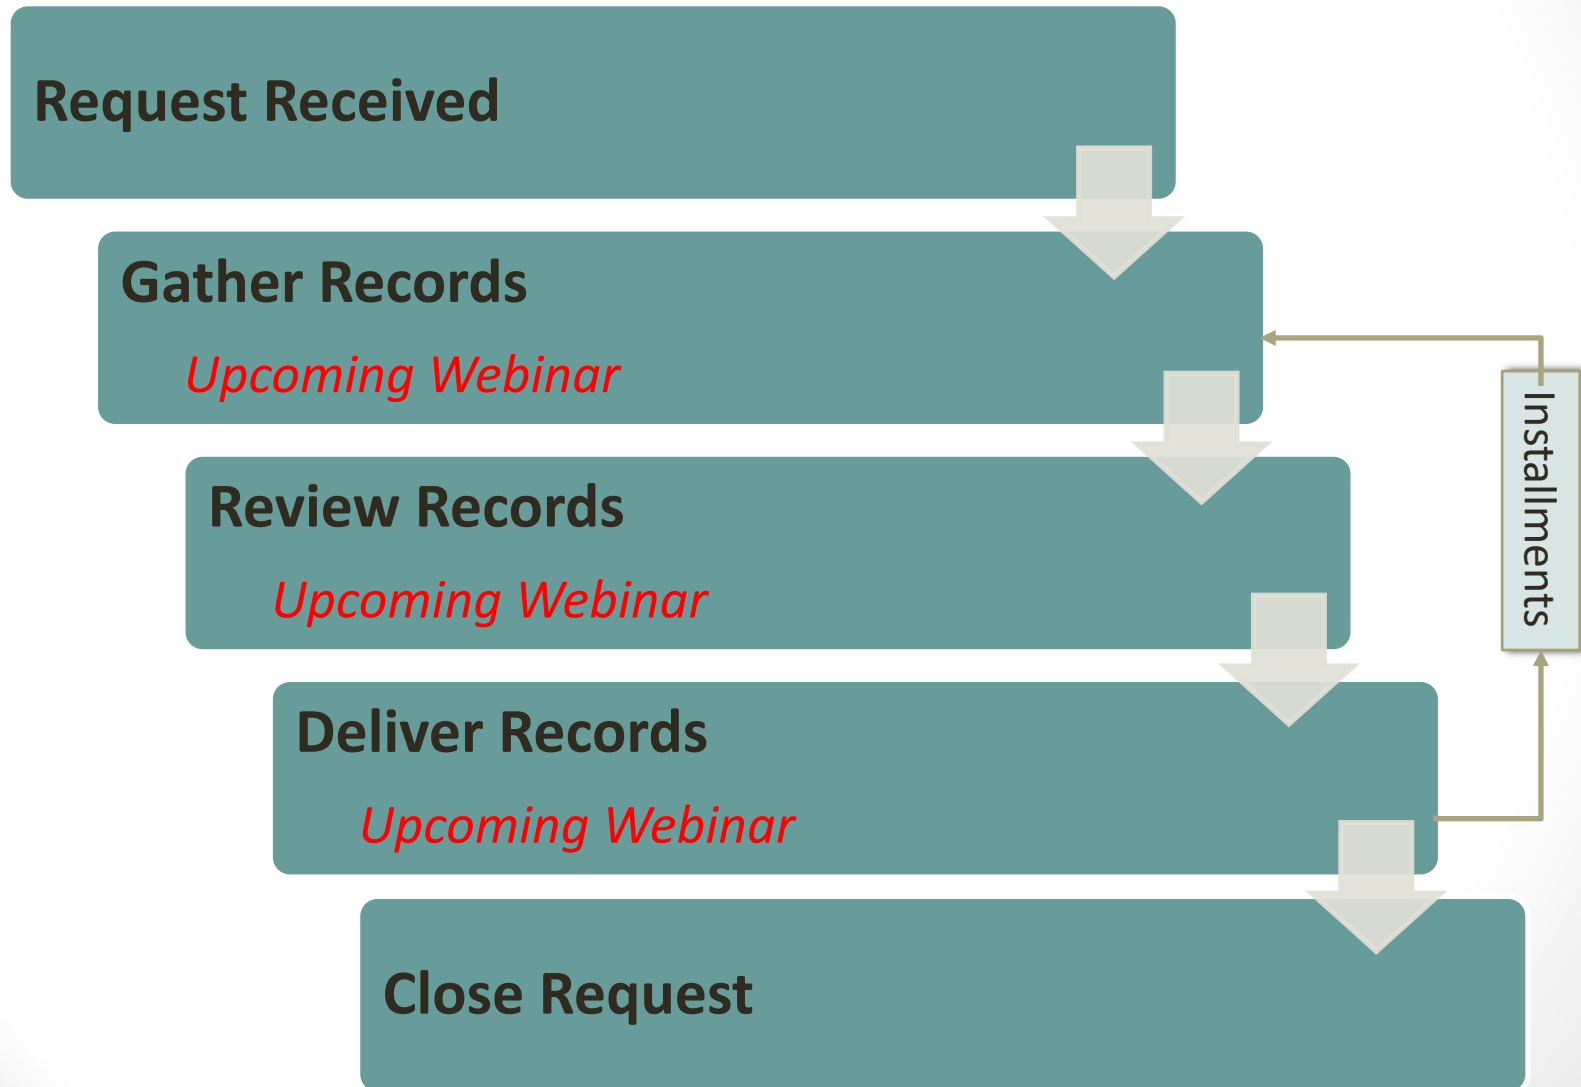 Request Received
Gather Records
Upcoming Webinar
Review Records
Upcoming Webinar
Deliver Records
Upcoming Webinar
Close Request
Installments